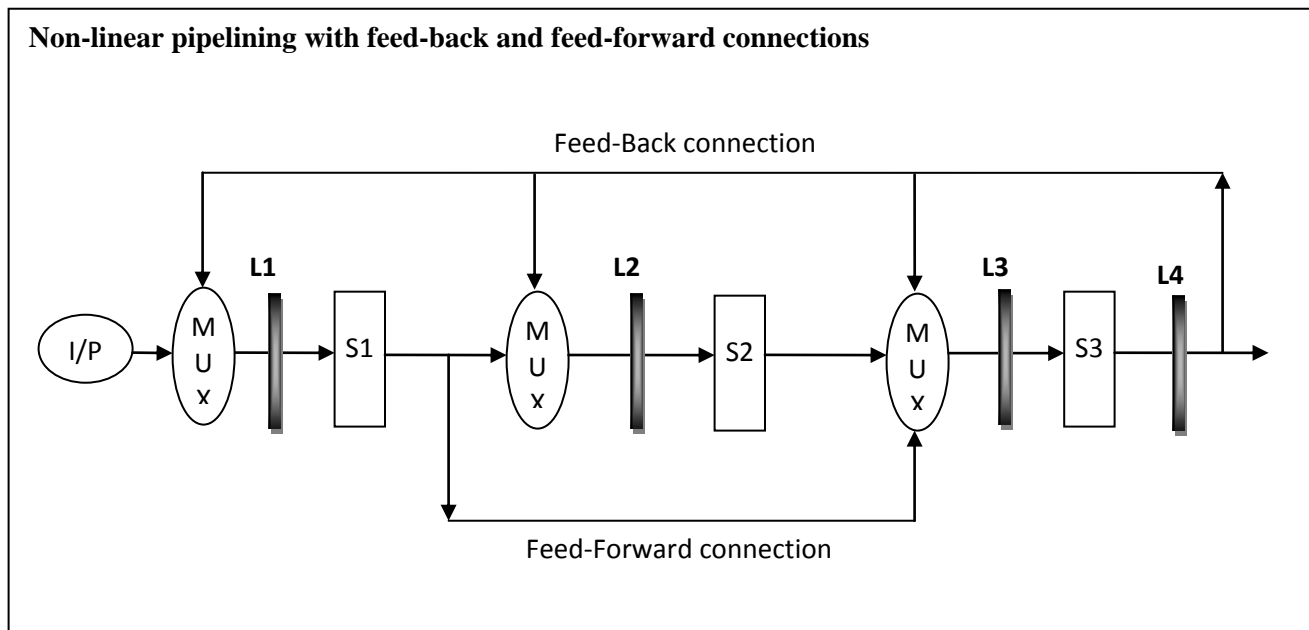 Non-linear pipelining with feed-back and feed-forward connections
Feed-Back connection
L1
L2
L3
L4
I/P
M
U
x
S1
M
U
x
S2
M
U
x
S3
Feed-Forward connection